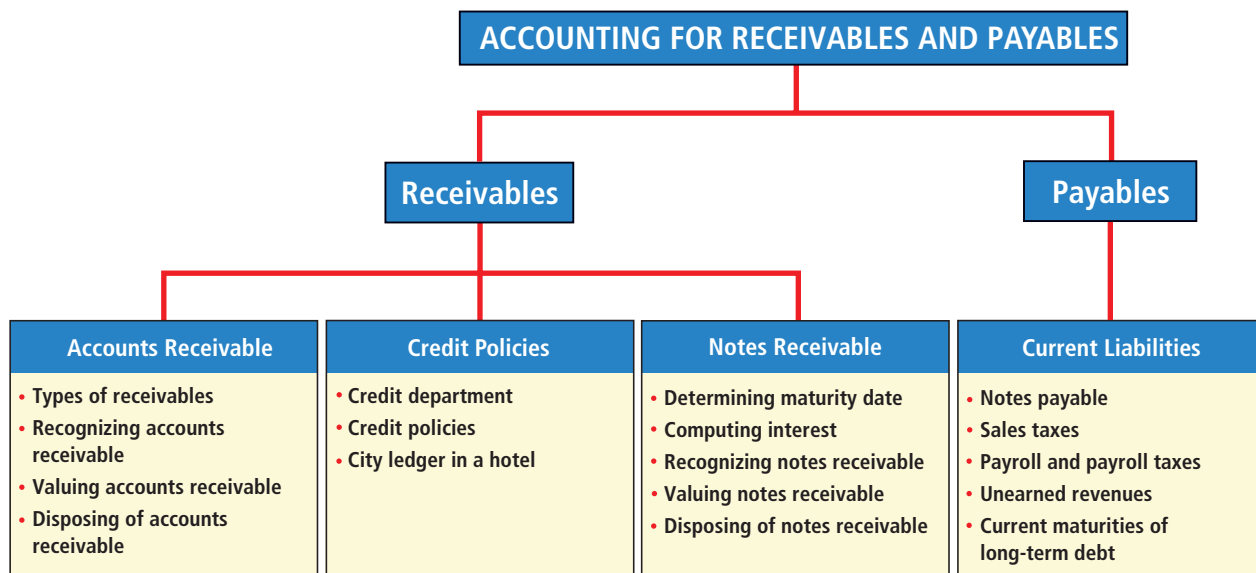 ACCOUNTING FOR RECEIVABLES AND PAYABLES
Receivables
Payables
Accounts Receivable
• Types of receivables
• Recognizing accounts
receivable
• Valuing accounts receivable
• Disposing of accounts
receivable
Credit Policies
• Credit department
• Credit policies
• City ledger in a hotel
Notes Receivable
• Determining maturity date
• Computing interest
• Recognizing notes receivable
• Valuing notes receivable
• Disposing of notes receivable
Current Liabilities
• Notes payable
• Sales taxes
• Payroll and payroll taxes
• Unearned revenues
• Current maturities of
long-term debt